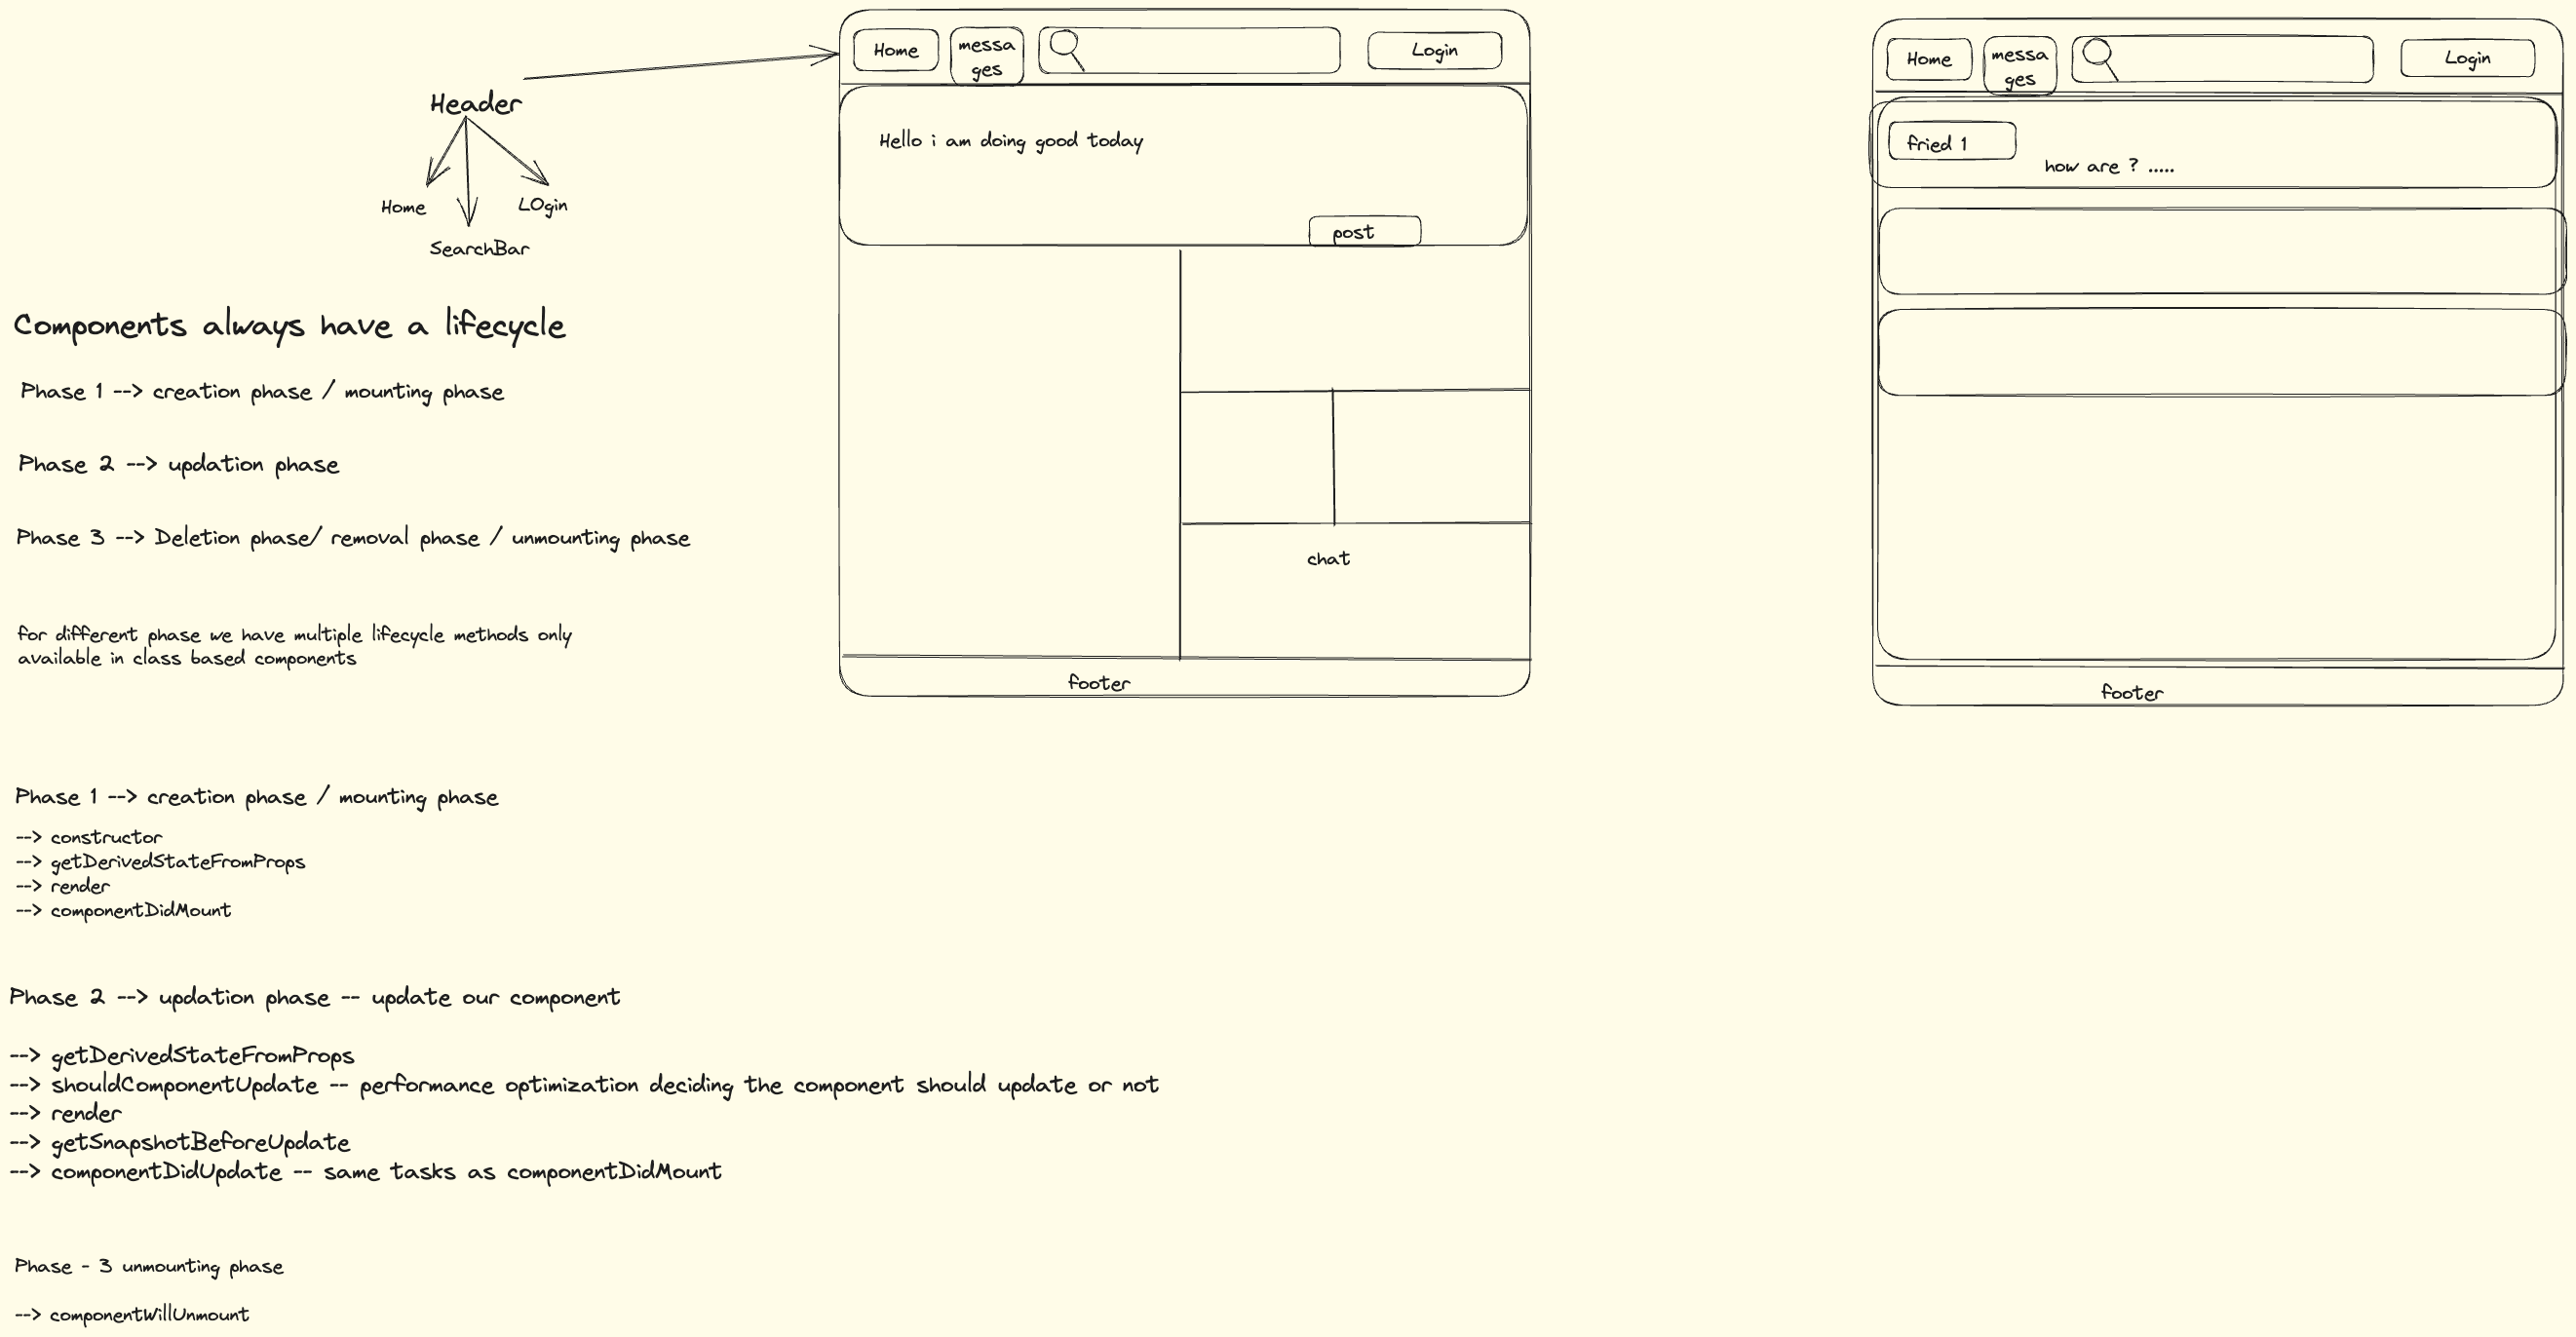 Header
Home
LOgin
SearchBar
Components always have a lifecycle
Phase 1 --> creation phase / mounting phase
Phase 2 --> updation phase
Phase 3 --> Deletion phase/ removal phase / unmounting phase
for different phase we have multiple lifecycle methods only
available in class based components
Phase 1 --> creation phase / mounting phase
--> constructor
--> getDerivedStateFromProps
--> render
--> componentDidMount
Phase 2 --> updation phase -- update our component
--> getDerivedStateFromProps
--> shouldComponentUpdate -- performance optimization deciding the component should update or not
--> render
--> getSnapshotBeforeUpdate
--> componentDidUpdate -- same tasks as componentDidMount
Phase - 3 unmounting phase
--> componentWillUnmount
Home
messa
ges
Login
Hello i am doing good today
post
chat
footer
Home
messa
ges
Login
fried 1
how are ? .....
footer